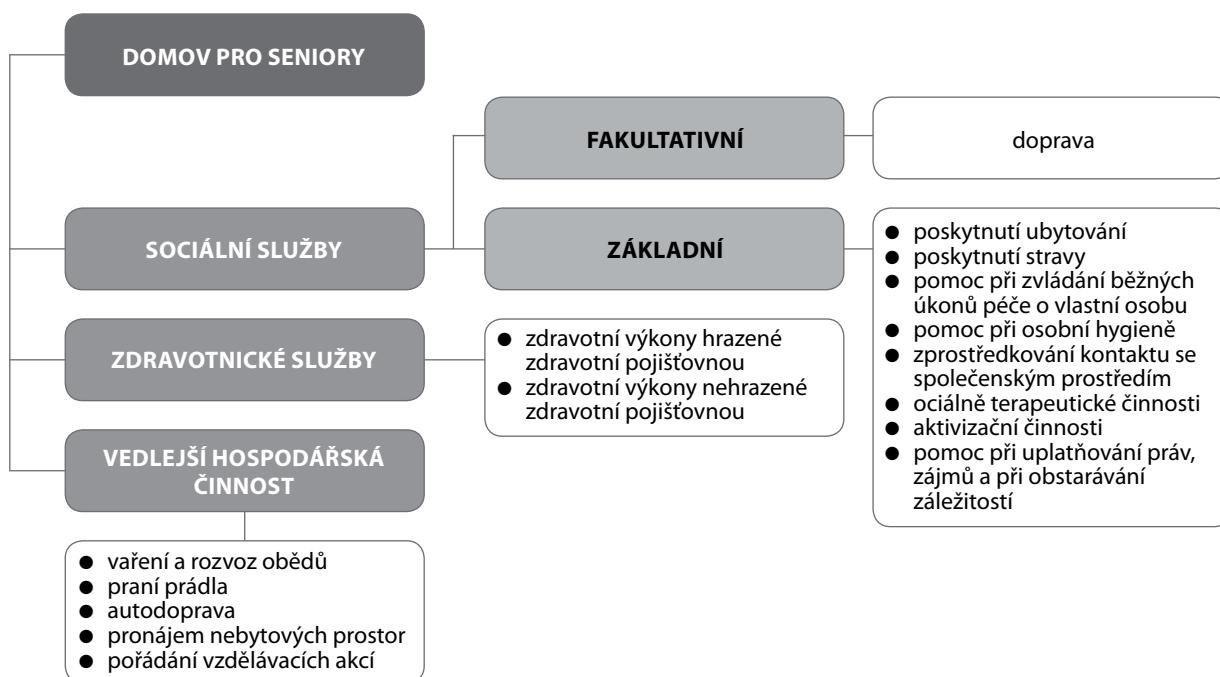 DOMOV PRO SENIORY
FAKULTATIVNÍ
doprava
SOCIÁLNÍ SLUŽBY
ZÁKLADNÍ
● poskytnutí ubytování
● poskytnutí stravy
● pomoc při zvládání běžných
úkonů péče o vlastní osobu
● pomoc při osobní hygieně
● zprostředkování kontaktu se
společenským prostředím
● ociálně terapeutické činnosti
● aktivizační činnosti
● pomoc při uplatňování práv,
zájmů a při obstarávání
záležitostí
ZDRAVOTNICKÉ SLUŽBY
● zdravotní výkony hrazené
zdravotní pojišťovnou
● zdravotní výkony nehrazené
zdravotní pojišťovnou
VEDLEJŠÍ HOSPODÁŘSKÁ
ČINNOST
● vaření a rozvoz obědů
● praní prádla
● autodoprava
● pronájem nebytových prostor
● pořádání vzdělávacích akcí